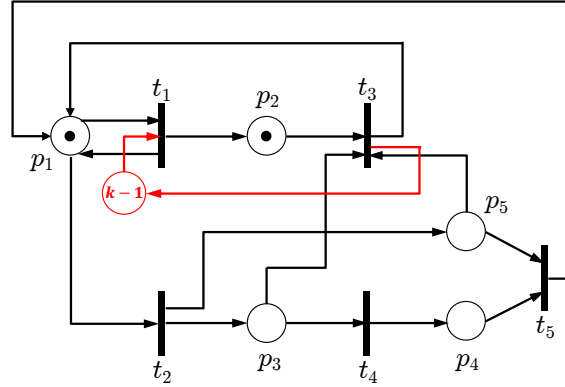 t₁
p₂
t₃
p₁
k − 1
p₅
t₂
p₃
t₄
p₄
t₅